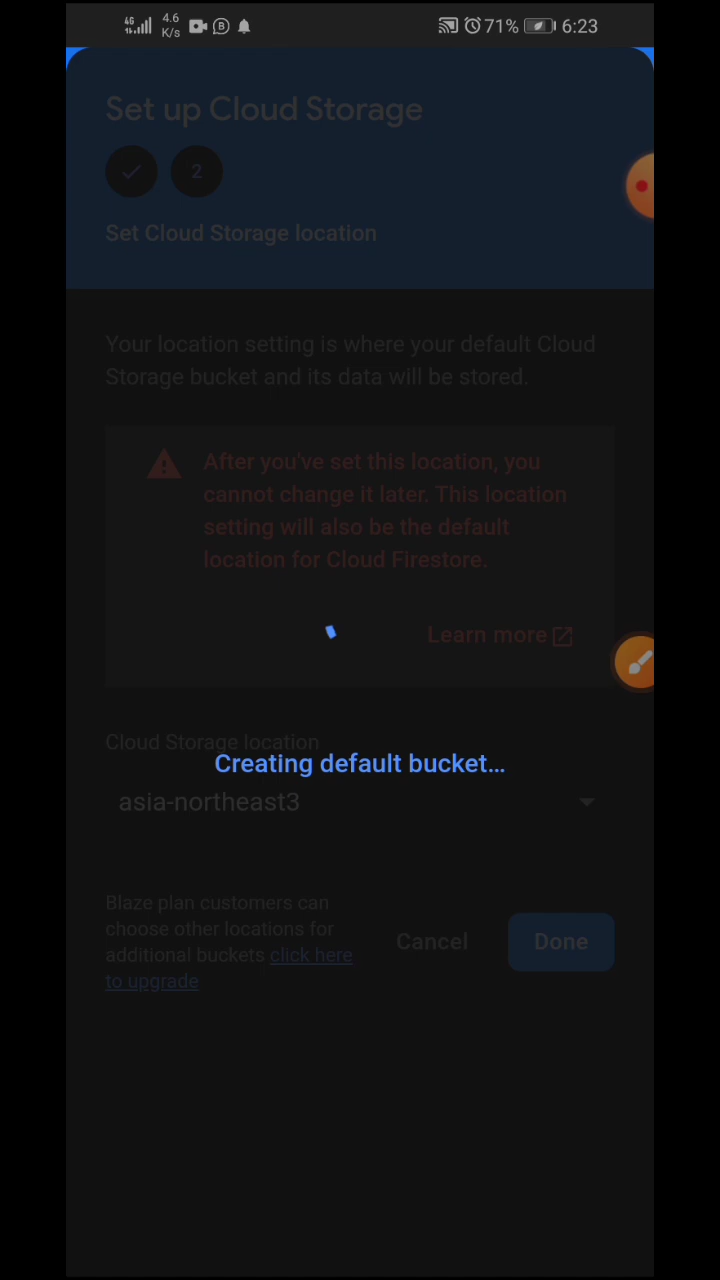 4G
4.6
K/s
B
71%
6:23
Set up Cloud Storage
2
Set Cloud Storage location
Your location setting is where your default Cloud
Storage bucket and its data will be stored.
After you've set this location, you
cannot change it later. This location
setting will also be the default
location for Cloud Firestore.
Learn more
Cloud Storage location
Creating default bucket…
asia-northeast3
Blaze plan customers can
choose other locations for
additional buckets click here
to upgrade
Cancel
Done